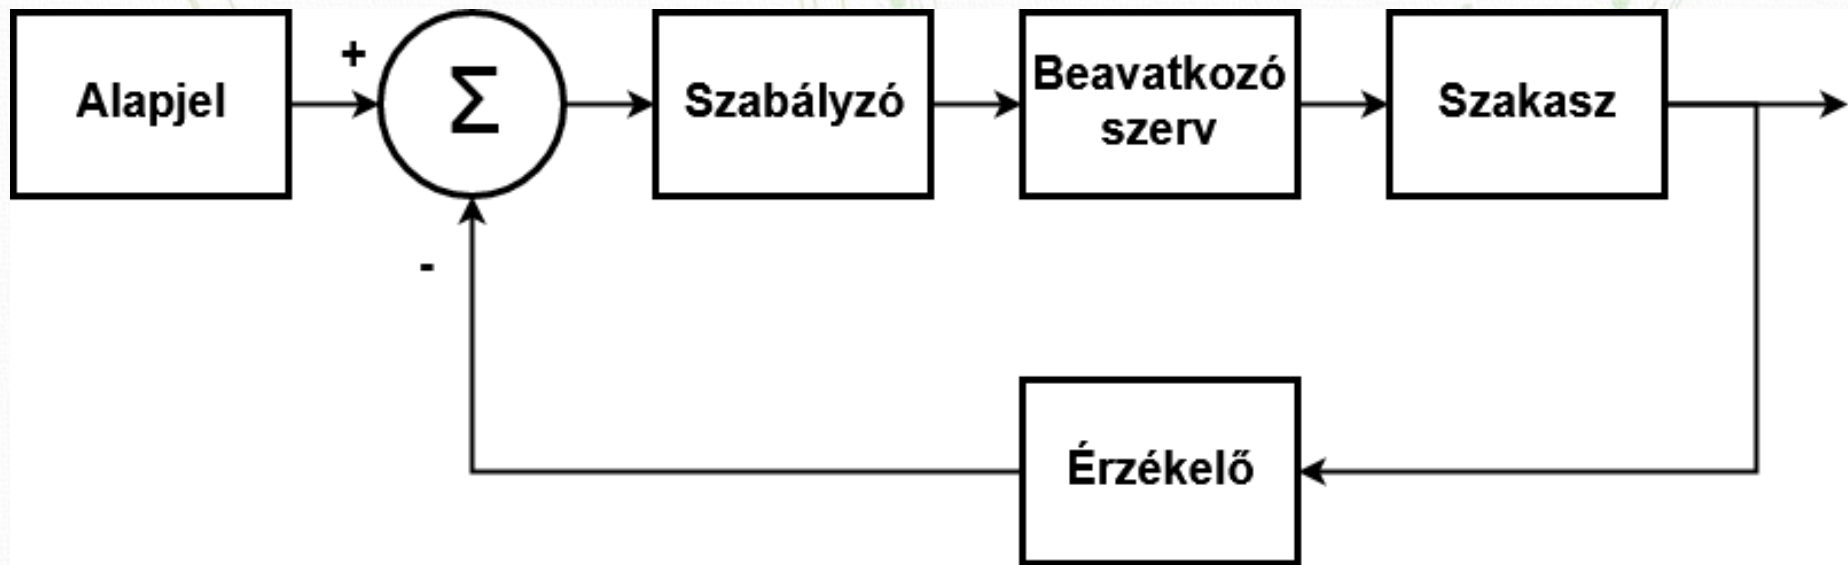 Alapjel
+
Σ
Szabályzó
Beavatkozó
szerv
Szakasz
-
Érzékelő